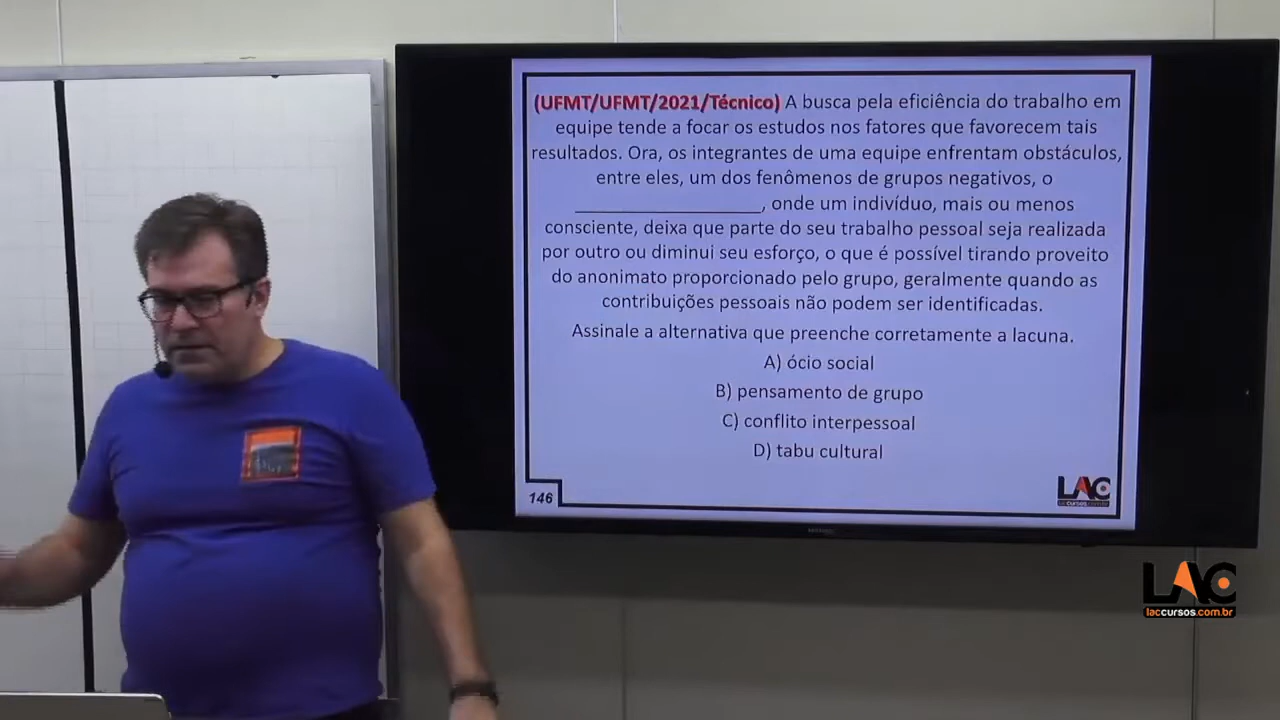 (UFMT/UFMT/2021/Técnico) A busca pela eficiência do trabalho em
equipe tende a focar os estudos nos fatores que favorecem tais
resultados. Ora, os integrantes de uma equipe enfrentam obstáculos,
entre eles, um dos fenômenos de grupos negativos, o
____________________, onde um indivíduo, mais ou menos
consciente, deixa que parte do seu trabalho pessoal seja realizada
por outro ou diminui seu esforço, o que é possível tirando proveito
do anonimato proporcionado pelo grupo, geralmente quando as
contribuições pessoais não podem ser identificadas.
Assinale a alternativa que preenche corretamente a lacuna.
A) ócio social
B) pensamento de grupo
C) conflito interpessoal
D) tabu cultural
146
LAC
laccursos.com.br
LAC
laccursos.com.br